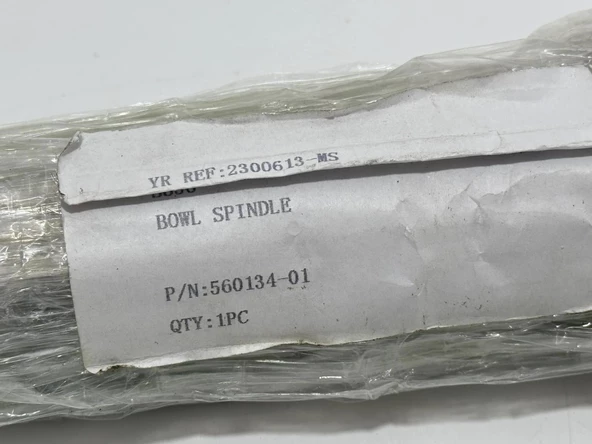 YR REF:2300613-MS
BOWL SPINDLE
P/N:560134-01
QTY:1PC